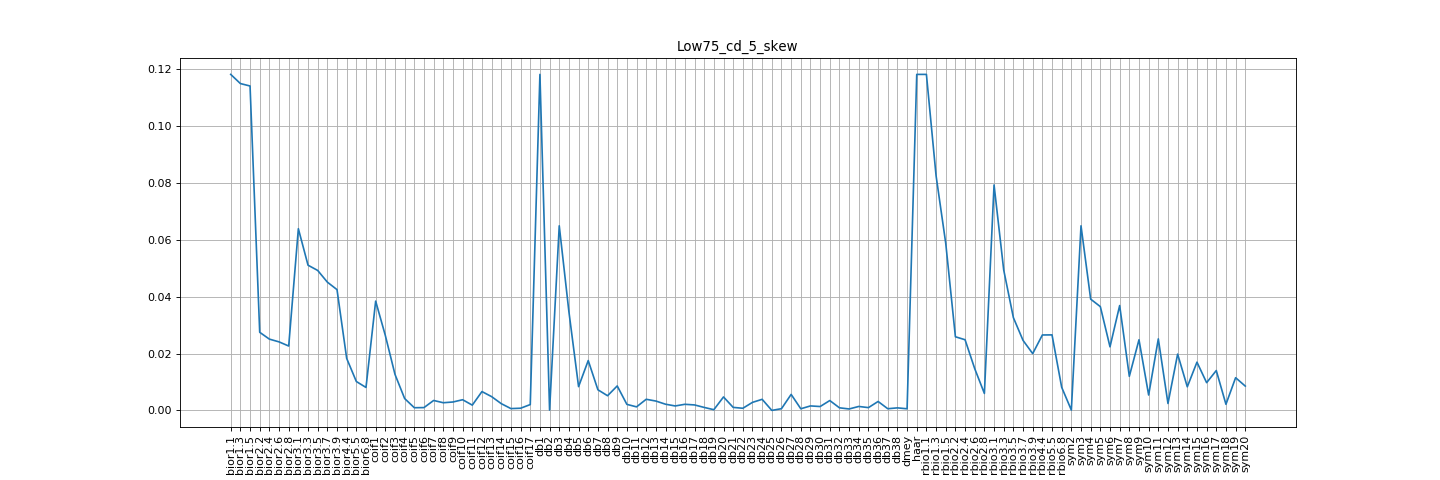 Low75_cd_5_skew
0.12
0.10
0.08
0.06
0.04
0.02
0.00
bior1.1
bior1.3
bior1.5
bior2.2
bior2.4
bior2.6
bior2.8
bior3.1
bior3.3
bior3.5
bior3.7
bior3.9
bior4.4
bior5.5
bior6.8
coif1
coif2
coif3
coif4
coif5
coif6
coif7
coif8
coif9
coif10
coif11
coif12
coif13
coif14
coif15
coif16
coif17
db1
db2
db3
db4
db5
db6
db7
db8
db9
db10
db11
db12
db13
db14
db15
db16
db17
db18
db19
db20
db21
db22
db23
db24
db25
db26
db27
db28
db29
db30
db31
db32
db33
db34
db35
db36
db37
db38
dmey
haar
rbio1.1
rbio1.3
rbio1.5
rbio2.2
rbio2.4
rbio2.6
rbio2.8
rbio3.1
rbio3.3
rbio3.5
rbio3.7
rbio3.9
rbio4.4
rbio5.5
rbio6.8
sym2
sym3
sym4
sym5
sym6
sym7
sym8
sym9
sym10
sym11
sym12
sym13
sym14
sym15
sym16
sym17
sym18
sym19
sym20